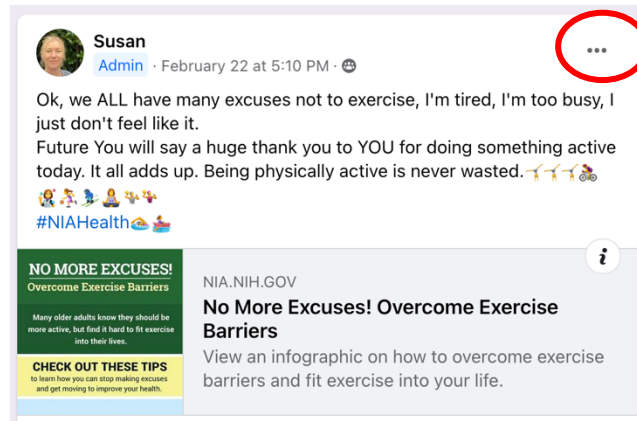 Susan
Admin · February 22 at 5:10 PM ·
Ok, we ALL have many excuses not to exercise, I'm tired, I'm too busy, I
just don't feel like it.
Future You will say a huge thank you to YOU for doing something active
today. It all adds up. Being physically active is never wasted.🤸🤸🤸🚴
👩‍🎤⛹️‍♀️🏂🧘🤹🤹
#NIAHealth🏊🚣
NO MORE EXCUSES!
Overcome Exercise Barriers
Many older adults know they should be
more active, but find it hard to fit exercise
into their lives.
CHECK OUT THESE TIPS
to learn how you can stop making excuses
and get moving to improve your health.
i
NIA.NIH.GOV
No More Excuses! Overcome Exercise
Barriers
View an infographic on how to overcome exercise
barriers and fit exercise into your life.